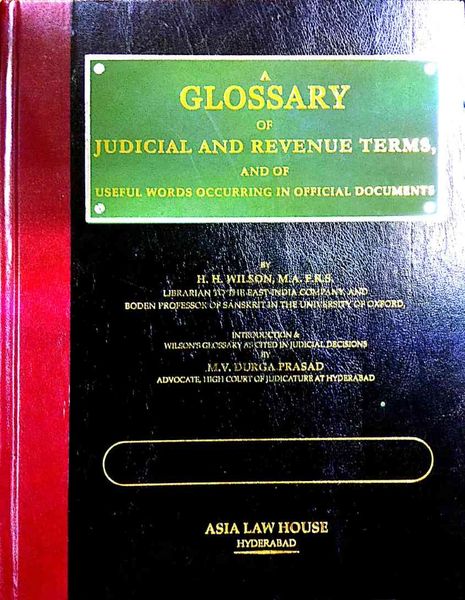 A
GLOSSARY
OF
JUDICIAL AND REVENUE TERMS,
AND OF
USEFUL WORDS OCCURRING IN OFFICIAL DOCUMENTS
BY
H. H. WILSON, M.A. F.R.S.
LIBRARIAN TO THE EAST-INDIA COMPANY, AND
BODEN PROFESSOR OF SANSKRIT IN THE UNIVERSITY OF OXFORD,
INTRODUCTION &
WILSON'S GLOSSARY AS CITED IN JUDICIAL DECISIONS
BY
M.V. DURGA PRASAD
ADVOCATE, HIGH COURT OF JUDICATURE AT HYDERABAD
ASIA LAW HOUSE
HYDERABAD